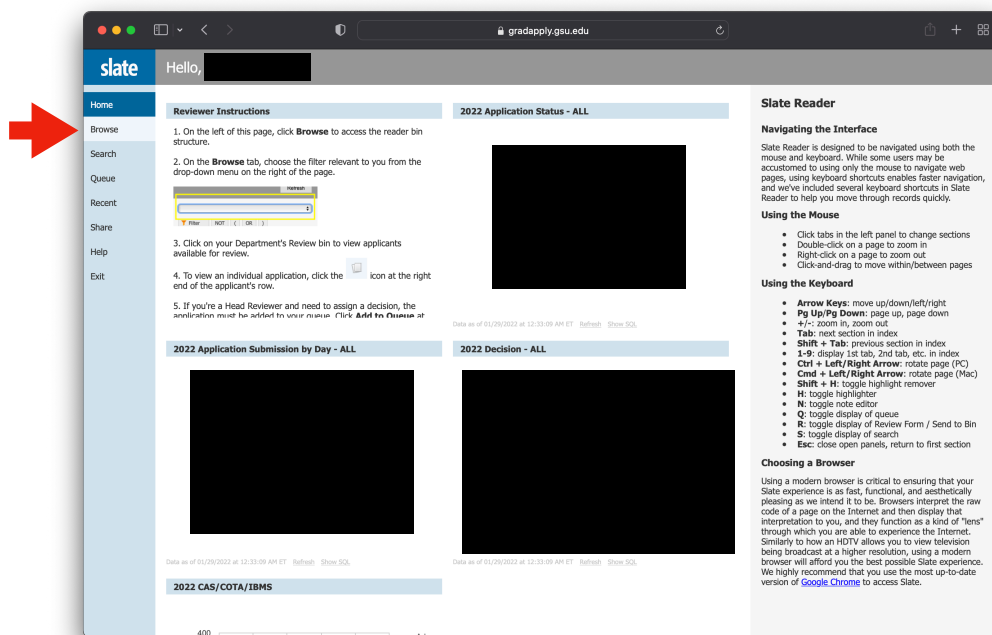 gradapply.gsu.edu
slate
Hello,
Home
Browse
Search
Queue
Recent
Share
Help
Exit
Reviewer Instructions
1. On the left of this page, click Browse to access the reader bin
structure.
2. On the Browse tab, choose the filter relevant to you from the
drop-down menu on the right of the page.
Refresh
Filter NOT ( OR )
3. Click on your Department's Review bin to view applicants
available for review.
4. To view an individual application, click the icon at the right
end of the applicant's row.
5. If you're a Head Reviewer and need to assign a decision, the
application must be added to your queue. Click Add to Queue at
2022 Application Status - ALL
Data as of 01/29/2022 at 12:33:09 AM ET Refresh Show SQL
2022 Application Submission by Day - ALL
Data as of 01/29/2022 at 12:33:09 AM ET Refresh Show SQL
2022 Decision - ALL
Data as of 01/29/2022 at 12:33:09 AM ET Refresh Show SQL
2022 CAS/COTA/IBMS
400
Slate Reader
Navigating the Interface
Slate Reader is designed to be navigated using both the
mouse and keyboard. While some users may be
accustomed to using only the mouse to navigate web
pages, using keyboard shortcuts enables faster navigation,
and we've included several keyboard shortcuts in Slate
Reader to help you move through records quickly.
Using the Mouse
• Click tabs in the left panel to change sections
• Double-click on a page to zoom in
• Right-click on a page to zoom out
• Click-and-drag to move within/between pages
Using the Keyboard
• Arrow Keys: move up/down/left/right
• Pg Up/Pg Down: page up, page down
• +/-: zoom in, zoom out
• Tab: next section in index
• Shift + Tab: previous section in index
• 1-9: display 1st tab, 2nd tab, etc. in index
• Ctrl + Left/Right Arrow: rotate page (PC)
• Cmd + Left/Right Arrow: rotate page (Mac)
• Shift + H: toggle highlight remover
• H: toggle highlighter
• N: toggle note editor
• Q: toggle display of queue
• R: toggle display of Review Form / Send to Bin
• S: toggle display of search
• Esc: close open panels, return to first section
Choosing a Browser
Using a modern browser is critical to ensuring that your
Slate experience is as fast, functional, and aesthetically
pleasing as we intend it to be. Browsers interpret the raw
code of a page on the Internet and then display that
interpretation to you, and they function as a kind of "lens"
through which you are able to experience the Internet.
Similarly to how an HDTV allows you to view television
being broadcast at a higher resolution, using a modern
browser will afford you the best possible Slate experience.
We highly recommend that you use the most up-to-date
version of Google Chrome to access Slate.